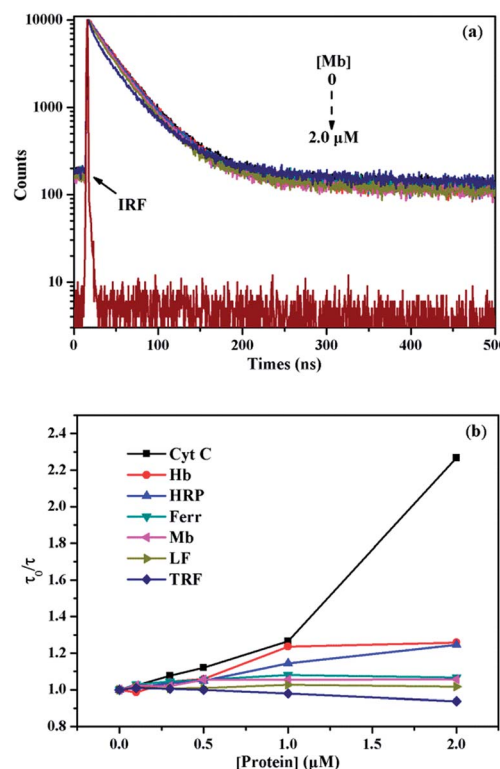 (a)
10000
1000
100
10
Counts
[Mb]
0
2.0 μM
IRF
0 100 200 300 400 500
Times (ns)
(b)
2.4
2.2
2.0
1.8
1.6
1.4
1.2
1.0
0.8
τ0/τ
Cyt C
Hb
HRP
Ferr
Mb
LF
TRF
0.0 0.5 1.0 1.5 2.0
[Protein] (μM)